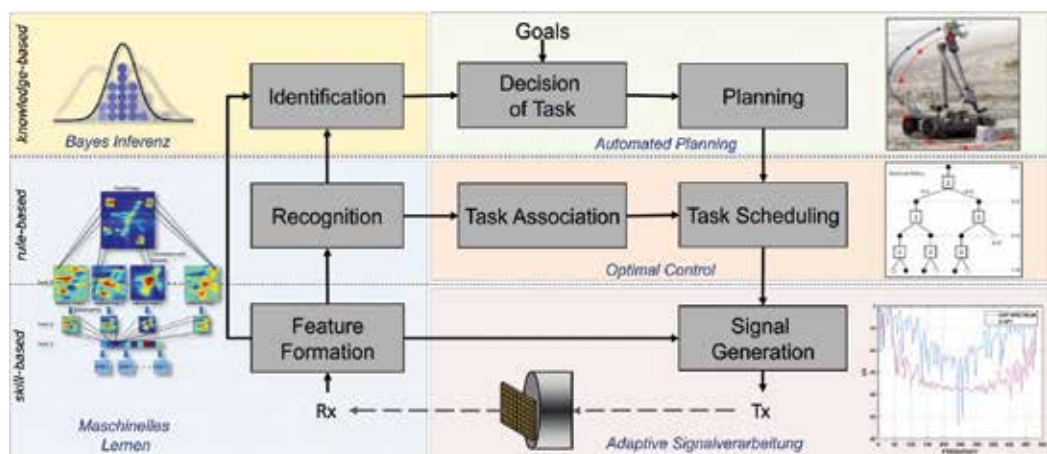 knowledge-based
Bayes Inferenz
Identification
Goals
Decision
of Task
Planning
Automated Planning
rule-based
Recognition
Task Association
Task Scheduling
Optimal Control
skill-based
Feature
Formation
Signal
Generation
Rx
Tx
Maschinelles
Lernen
Adaptive Signalverarbeitung